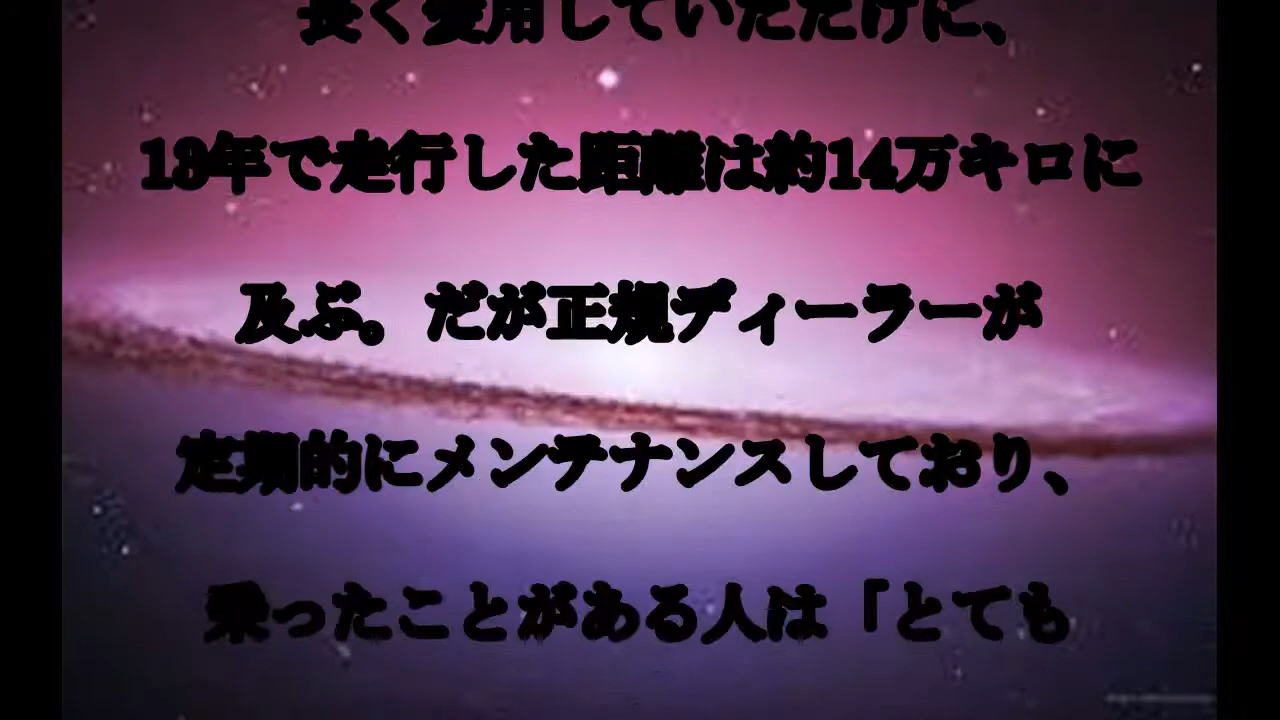 長く愛用していただけに、
13年で走行した距離は約14万キロに
及ぶ。だが正規ディーラーが
定期的にメンテナンスしており、
乗ったことがある人は「とても